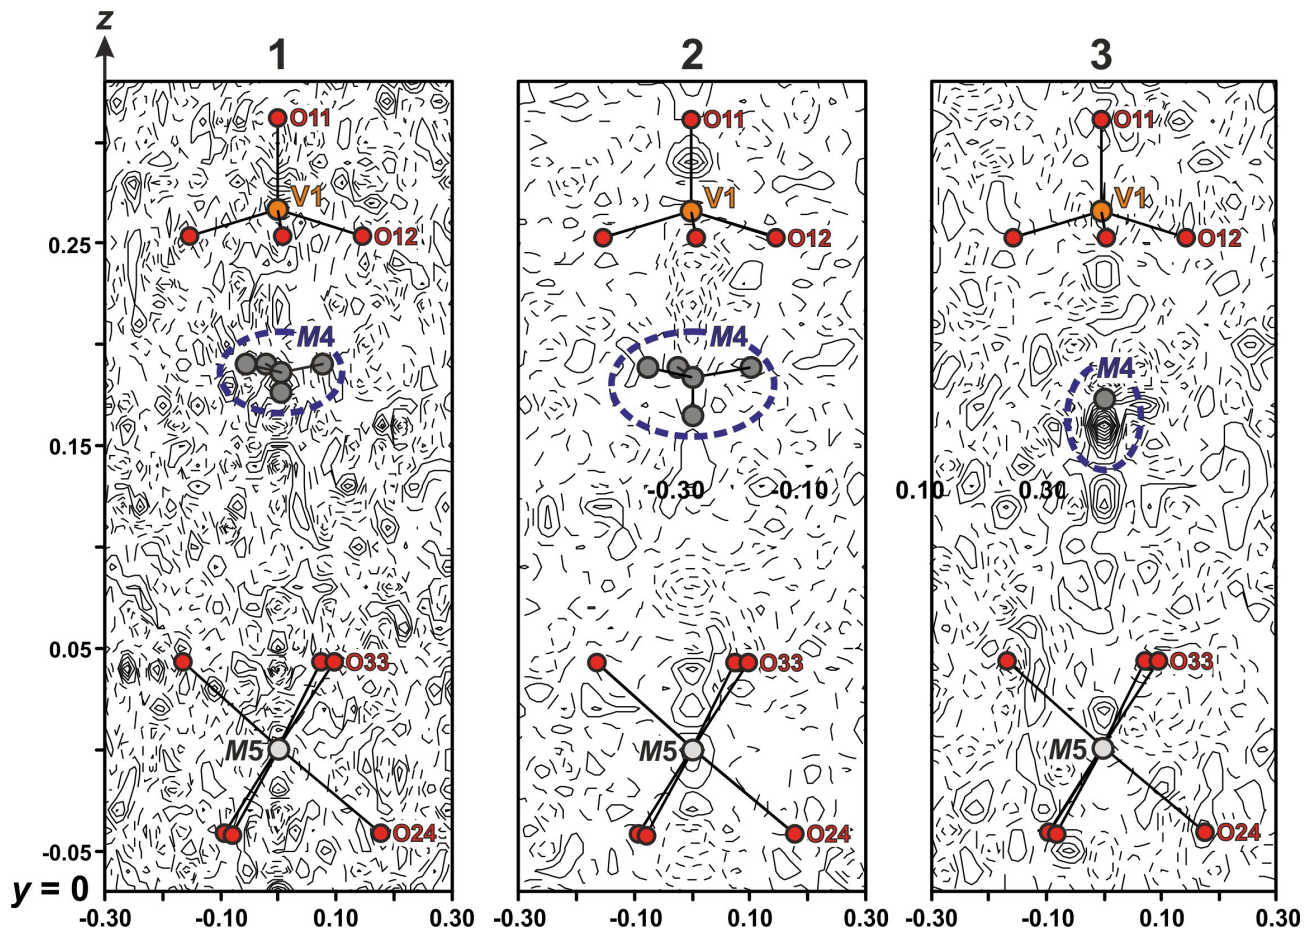 z
1 2 3
O11 O11 O11
V1 V1 V1
O12 O12 O12
0.25
M4 M4 M4
0.15
-0.30 -0.10 0.10 0.30
0.05
O33 O33 O33
M5 M5 M5
O24 O24 O24
-0.05
y = 0
-0.30 -0.10 0.10 0.30 -0.10 0.10 0.30 -0.30 -0.10 0.10 0.30